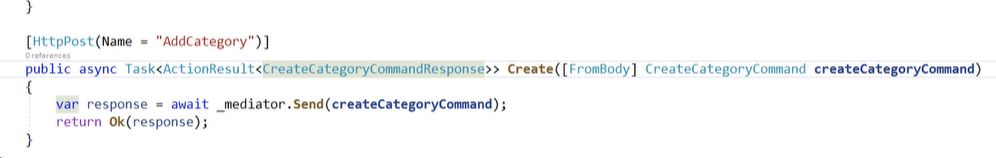 }
[HttpPost(Name = "AddCategory")]
0 references
public async Task<ActionResult<CreateCategoryCommandResponse>> Create([FromBody] CreateCategoryCommand createCategoryCommand)
{
var response = await _mediator.Send(createCategoryCommand);
return Ok(response);
}